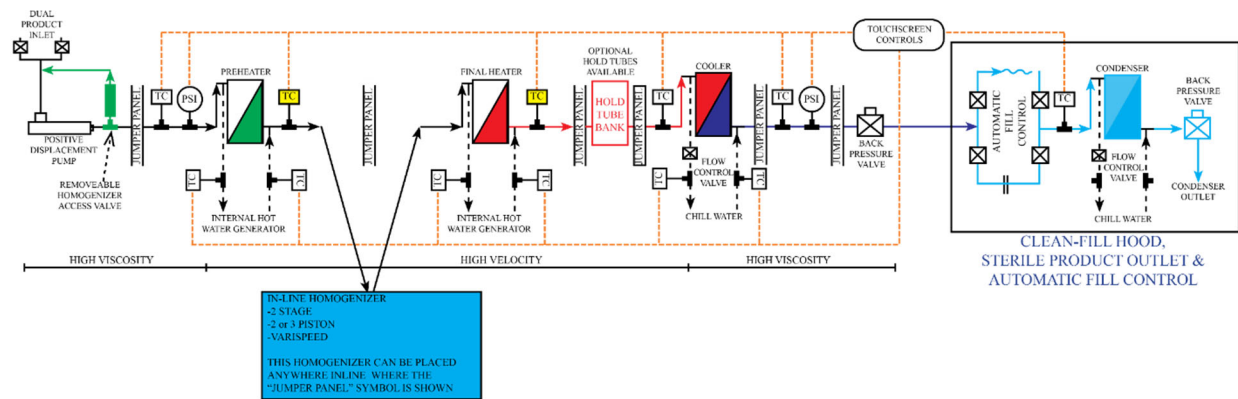 DUAL
PRODUCT
INLET
POSITIVE
DISPLACEMENT
PUMP
REMOVEABLE
HOMOGENIZER
ACCESS VALVE
JUMPER PANEL
TC
PSI
PREHEATER
TC
TC
TC
INTERNAL HOT
WATER GENERATOR
JUMPER PANEL
JUMPER PANEL
FINAL HEATER
TC
TC
TC
INTERNAL HOT
WATER GENERATOR
JUMPER PANEL
OPTIONAL
HOLD TUBES
AVAILABLE
HOLD
TUBE
BANK
JUMPER PANEL
TC
COOLER
TC
FLOW
CONTROL
VALVE
TC
CHILL WATER
JUMPER PANEL
TC
PSI
JUMPER PANEL
BACK
PRESSURE
VALVE
TOUCHSCREEN
CONTROLS
AUTOMATIC
FILL
CONTROL
TC
CONDENSER
FLOW
CONTROL
VALVE
CHILL WATER
BACK
PRESSURE
VALVE
CONDENSER
OUTLET
CLEAN-FILL HOOD,
STERILE PRODUCT OUTLET &
AUTOMATIC FILL CONTROL
HIGH VISCOSITY
HIGH VELOCITY
HIGH VISCOSITY
IN-LINE HOMOGENIZER
-2 STAGE
-2 or 3 PISTON
-VARISPEED
THIS HOMOGENIZER CAN BE PLACED
ANYWHERE INLINE WHERE THE
"JUMPER PANEL" SYMBOL IS SHOWN